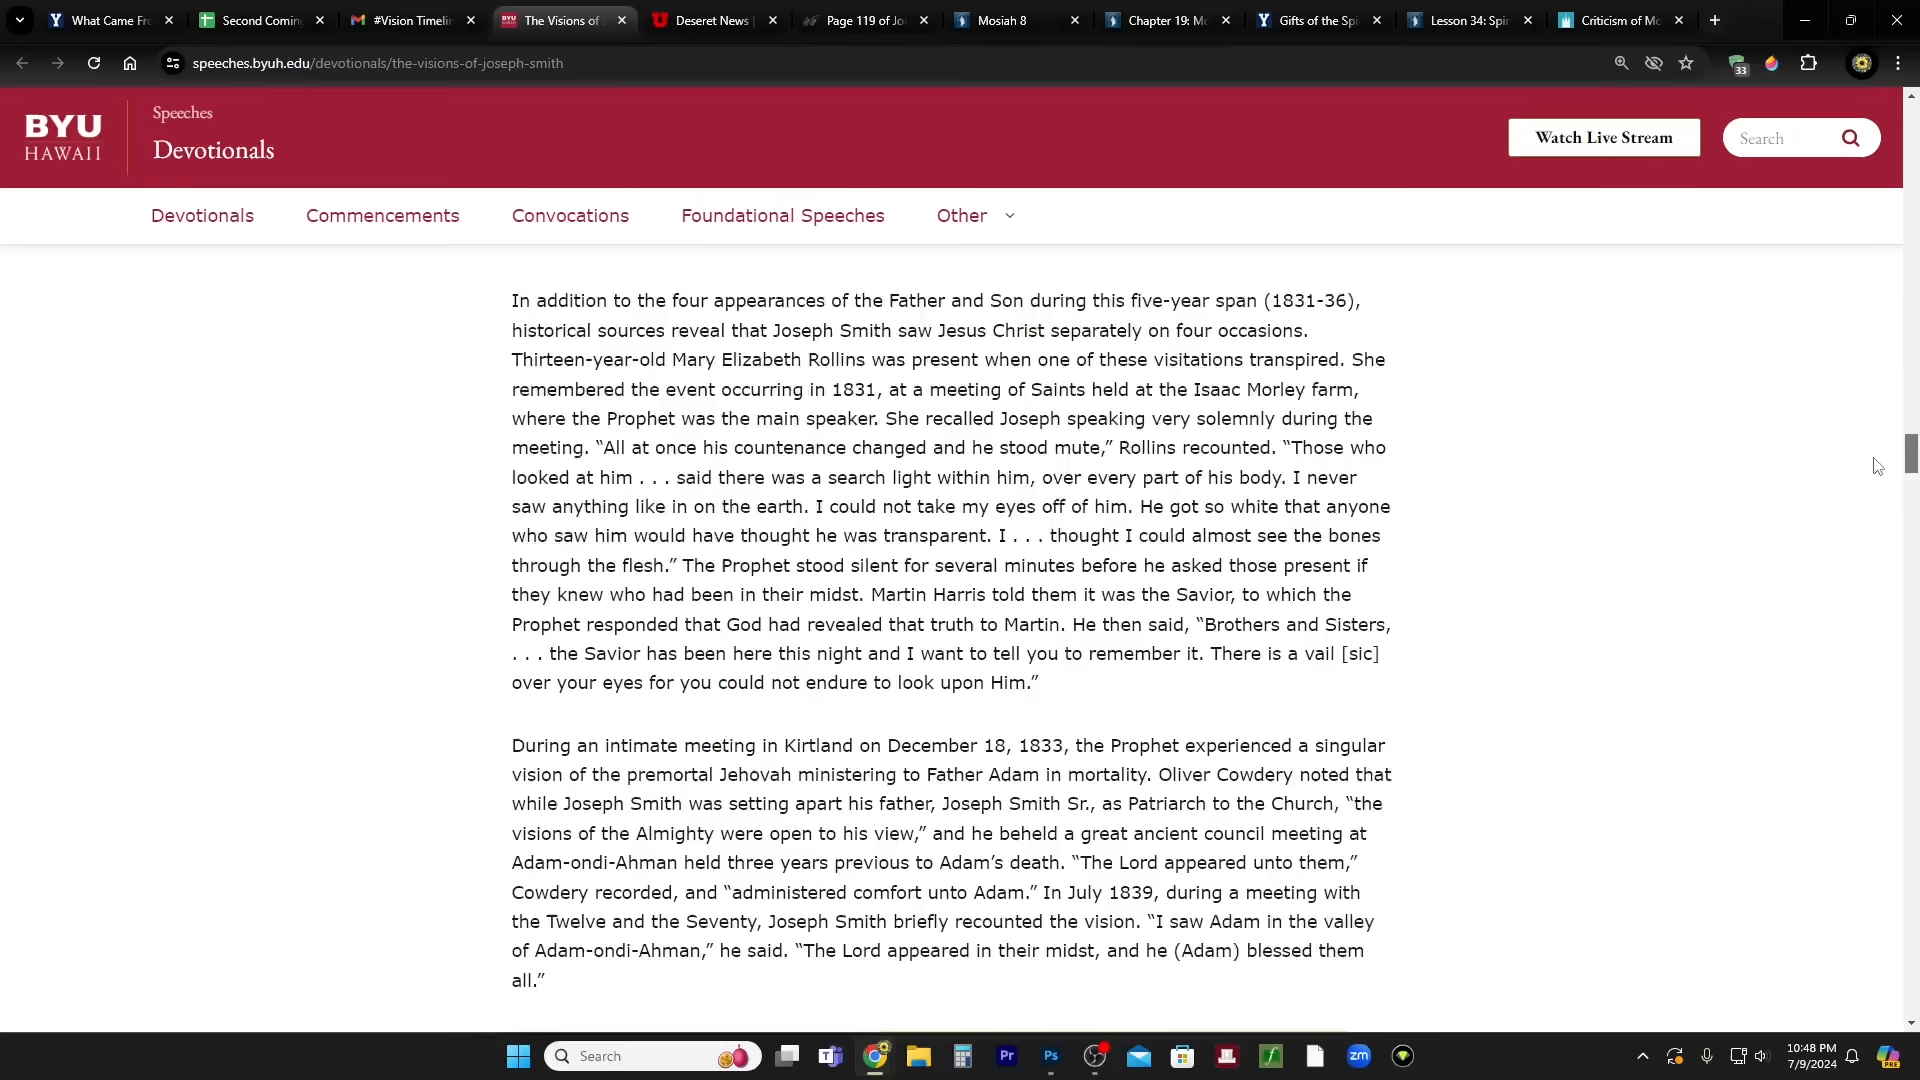 What Came Fr
Second Comin
#Vision Timelin
The Visions of J
Deseret News
Page 119 of Jo
Mosiah 8
Chapter 19: Mo
Gifts of the Spi
Lesson 34: Spir
Criticism of Mo
speeches.byuh.edu/devotionals/the-visions-of-joseph-smith
33
BYU
HAWAII
Speeches
Devotionals
Watch Live Stream
Search
Devotionals
Commencements
Convocations
Foundational Speeches
Other
In addition to the four appearances of the Father and Son during this five-year span (1831-36),
historical sources reveal that Joseph Smith saw Jesus Christ separately on four occasions.
Thirteen-year-old Mary Elizabeth Rollins was present when one of these visitations transpired. She
remembered the event occurring in 1831, at a meeting of Saints held at the Isaac Morley farm,
where the Prophet was the main speaker. She recalled Joseph speaking very solemnly during the
meeting. “All at once his countenance changed and he stood mute,” Rollins recounted. “Those who
looked at him . . . said there was a search light within him, over every part of his body. I never
saw anything like in on the earth. I could not take my eyes off of him. He got so white that anyone
who saw him would have thought he was transparent. I . . . thought I could almost see the bones
through the flesh.” The Prophet stood silent for several minutes before he asked those present if
they knew who had been in their midst. Martin Harris told them it was the Savior, to which the
Prophet responded that God had revealed that truth to Martin. He then said, “Brothers and Sisters,
. . . the Savior has been here this night and I want to tell you to remember it. There is a vail [sic]
over your eyes for you could not endure to look upon Him.”
During an intimate meeting in Kirtland on December 18, 1833, the Prophet experienced a singular
vision of the premortal Jehovah ministering to Father Adam in mortality. Oliver Cowdery noted that
while Joseph Smith was setting apart his father, Joseph Smith Sr., as Patriarch to the Church, “the
visions of the Almighty were open to his view,” and he beheld a great ancient council meeting at
Adam-ondi-Ahman held three years previous to Adam’s death. “The Lord appeared unto them,”
Cowdery recorded, and “administered comfort unto Adam.” In July 1839, during a meeting with
the Twelve and the Seventy, Joseph Smith briefly recounted the vision. “I saw Adam in the valley
of Adam-ondi-Ahman,” he said. “The Lord appeared in their midst, and he (Adam) blessed them
all.”
Search
Pr
Ps
zm
10:48 PM
7/9/2024
PRE